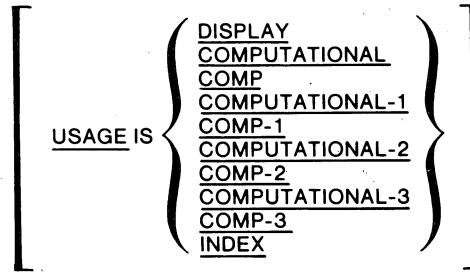 DISPLAY
COMPUTATIONAL
COMP
COMPUTATIONAL-1
USAGE IS
COMP-1
COMPUTATIONAL-2
COMP-2
COMPUTATIONAL-3
COMP-3
INDEX